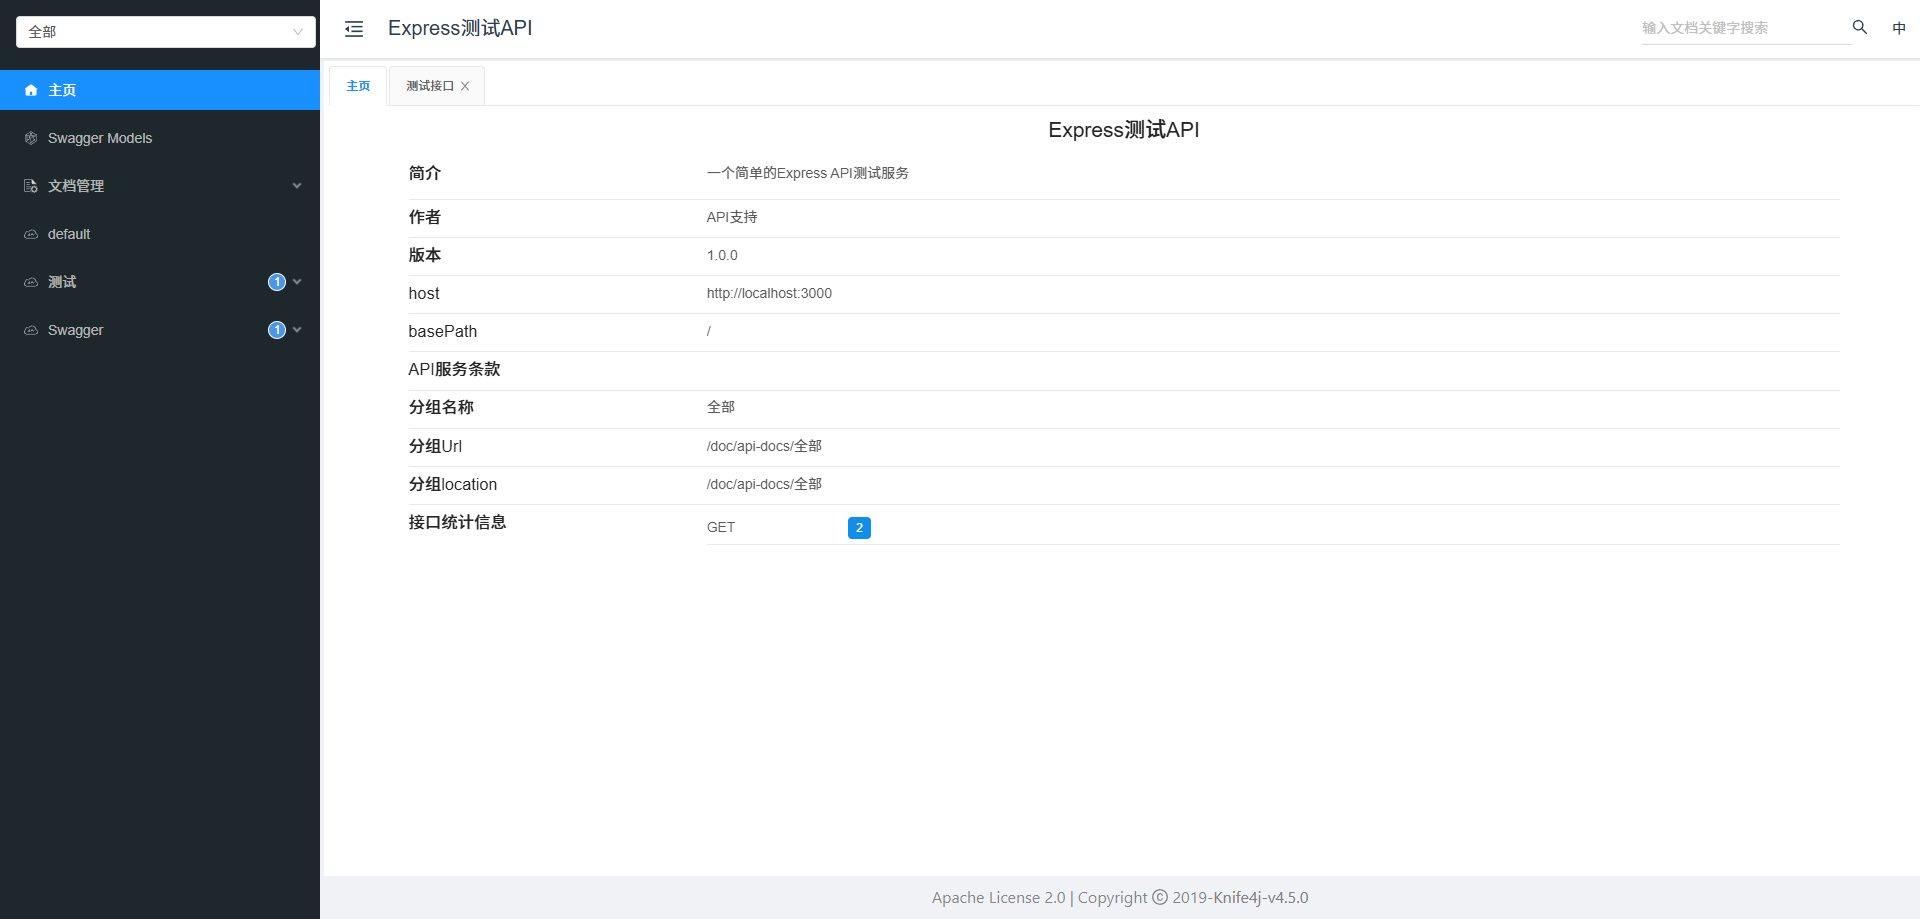 全部
主页
Swagger Models
文档管理
default
测试 1
Swagger 1
Express测试API
输入文档关键字搜索
中
主页 测试接口
Express测试API
简介 一个简单的Express API测试服务
作者 API支持
版本 1.0.0
host http://localhost:3000
basePath /
API服务条款
分组名称 全部
分组Url /doc/api-docs/全部
分组location /doc/api-docs/全部
接口统计信息 GET 2
Apache License 2.0 | Copyright © 2019-Knife4j-v4.5.0